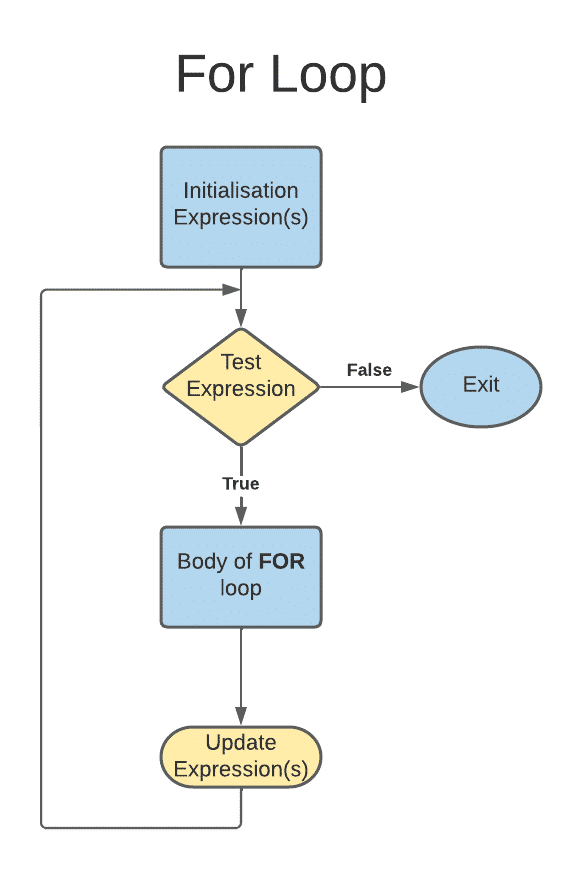 For Loop
Initialisation
Expression(s)
Test
Expression
False
Exit
True
Body of FOR
loop
Update
Expression(s)